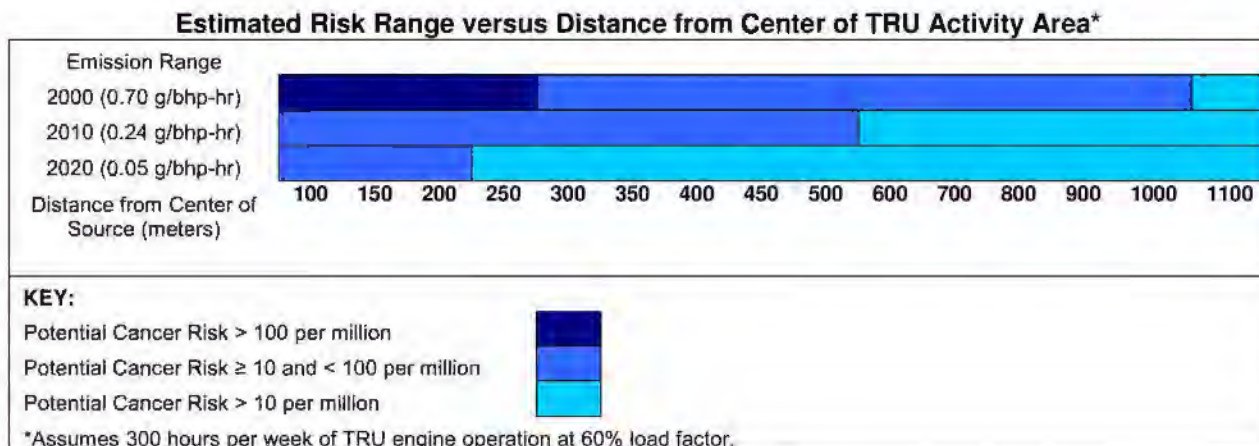 Estimated Risk Range versus Distance from Center of TRU Activity Area*
Emission Range
2000 (0.70 g/bhp-hr)
2010 (0.24 g/bhp-hr)
2020 (0.05 g/bhp-hr)
100 150 200 250 300 350 400 450 500 600 700 800 900 1000 1100
Distance from Center of
Source (meters)
KEY:
Potential Cancer Risk > 100 per million
Potential Cancer Risk ≥ 10 and < 100 per million
Potential Cancer Risk > 10 per million
*Assumes 300 hours per week of TRU engine operation at 60% load factor.